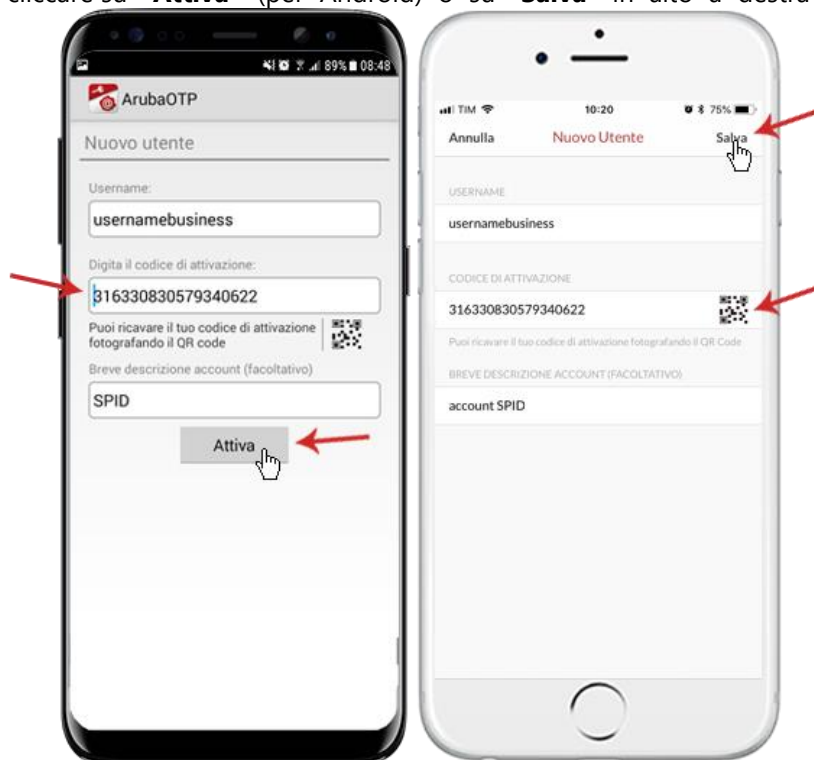 cliccare su "Attiva" (per Android) o su "Salva" in alto a destra
89% 08:48
ArubaOTP
Nuovo utente
Username:
usernamebusiness
Digita il codice di attivazione:
316330830579340622
Puoi ricavare il tuo codice di attivazione
fotografando il QR code
Breve descrizione account (facoltativo)
SPID
Attiva
TIM 10:20 75%
Annulla Nuovo Utente Salva
USERNAME
usernamebusiness
CODICE DI ATTIVAZIONE
316330830579340622
Puoi ricavare il tuo codice di attivazione fotografando il QR Code
BREVE DESCRIZIONE ACCOUNT (FACOLTATIVO)
account SPID